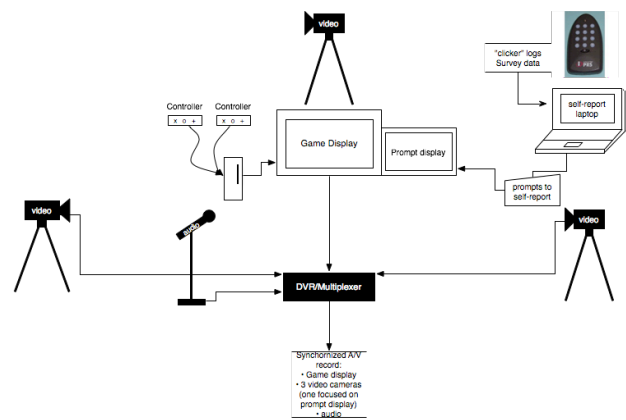 video
"clicker" logs
Survey data
self-report
laptop
Controller
Controller
x o +
x o +
Game Display
Prompt display
prompts to
self-report
video
audio
video
DVR/Multiplexer
Synchornized A/V
record:
• Game display
• 3 video cameras
(one focused on
prompt display)
• audio